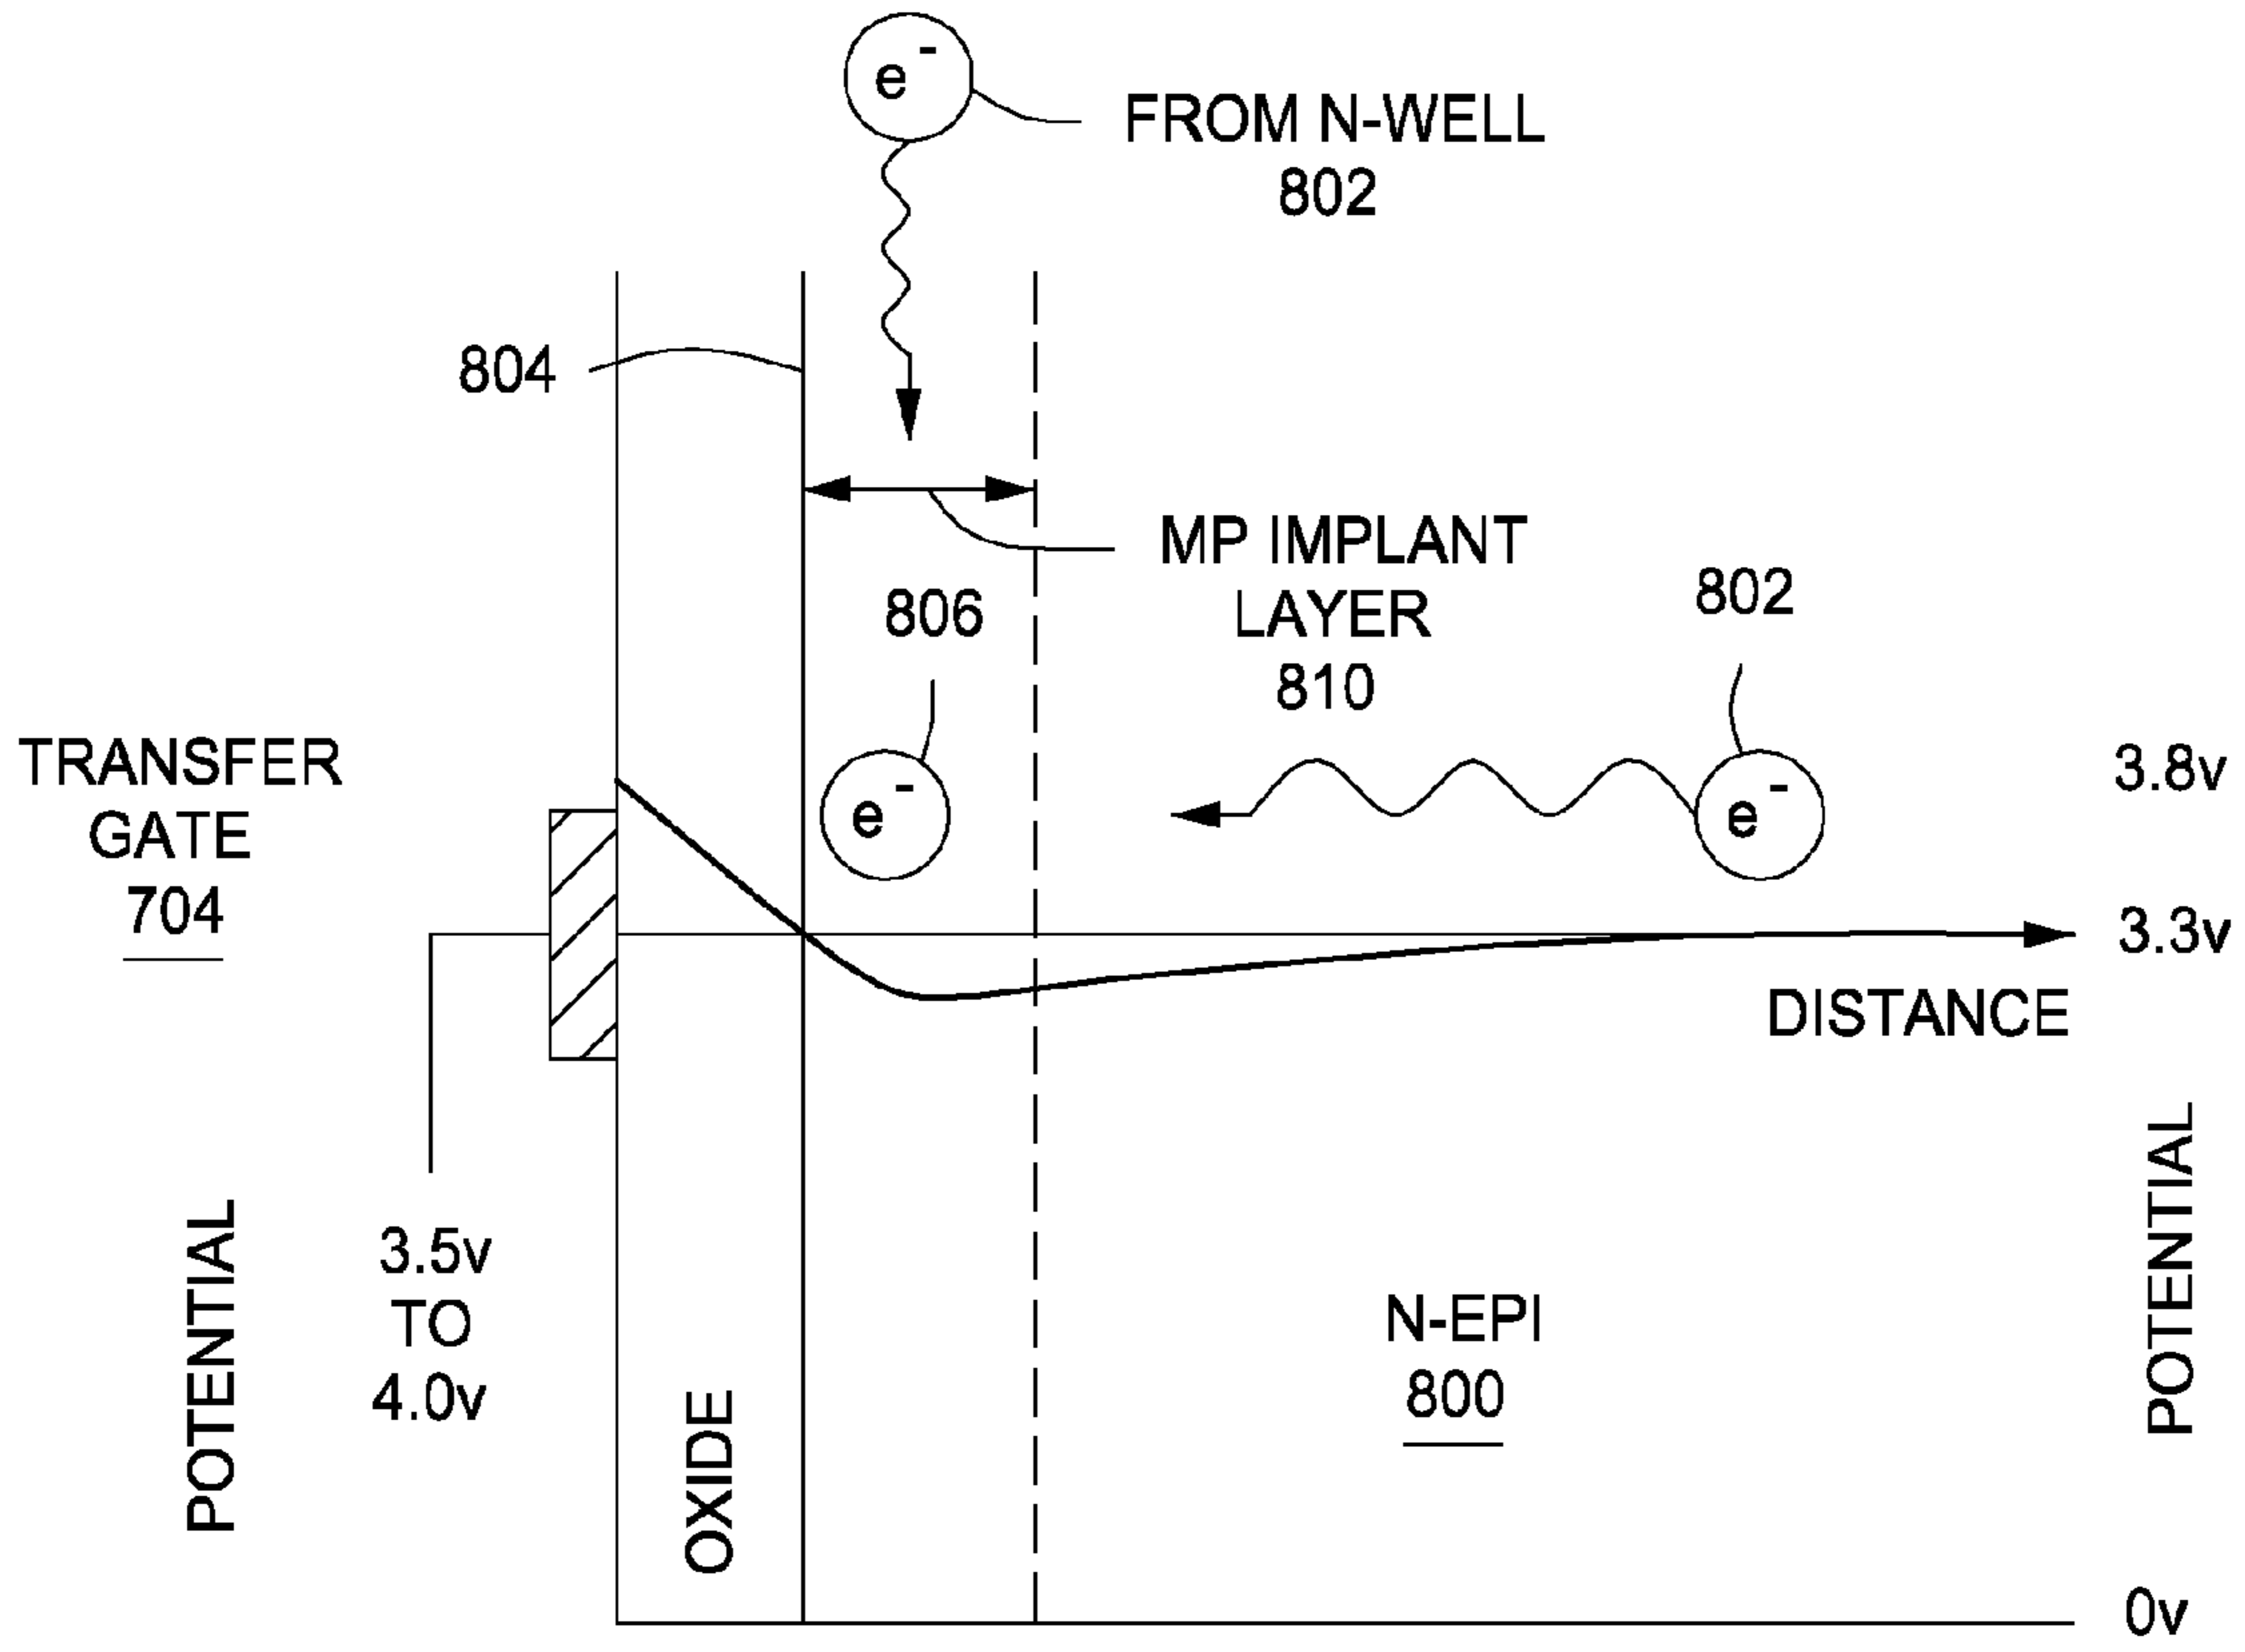 e-
FROM N-WELL
802
804
MP IMPLANT
LAYER
810
806
802
TRANSFER
GATE
704
e-
e-
3.8v
3.3v
DISTANCE
POTENTIAL
3.5v
TO
4.0v
OXIDE
N-EPI
800
POTENTIAL
0v